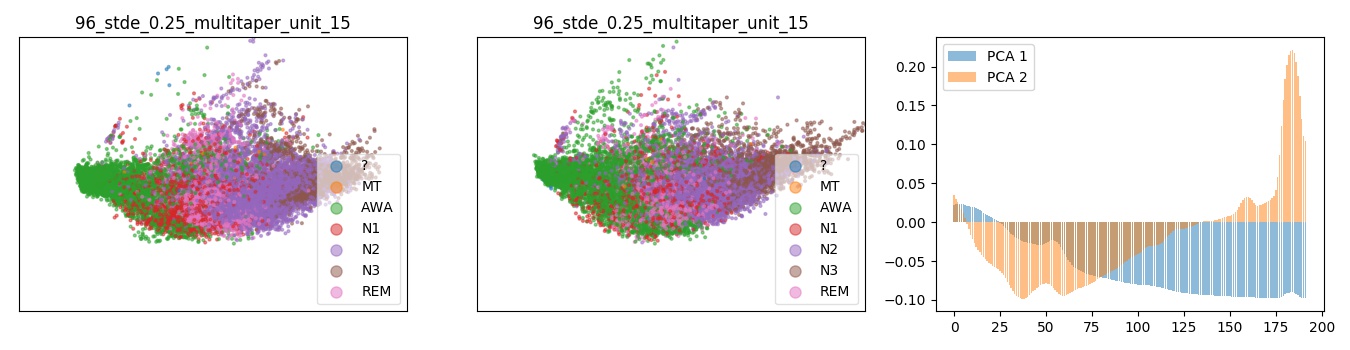 96_stde_0.25_multitaper_unit_15
?
MT
AWA
N1
N2
N3
REM
96_stde_0.25_multitaper_unit_15
?
MT
AWA
N1
N2
N3
REM
PCA 1
PCA 2
0.20
0.15
0.10
0.05
0.00
−0.05
−0.10
0
25
50
75
100
125
150
175
200